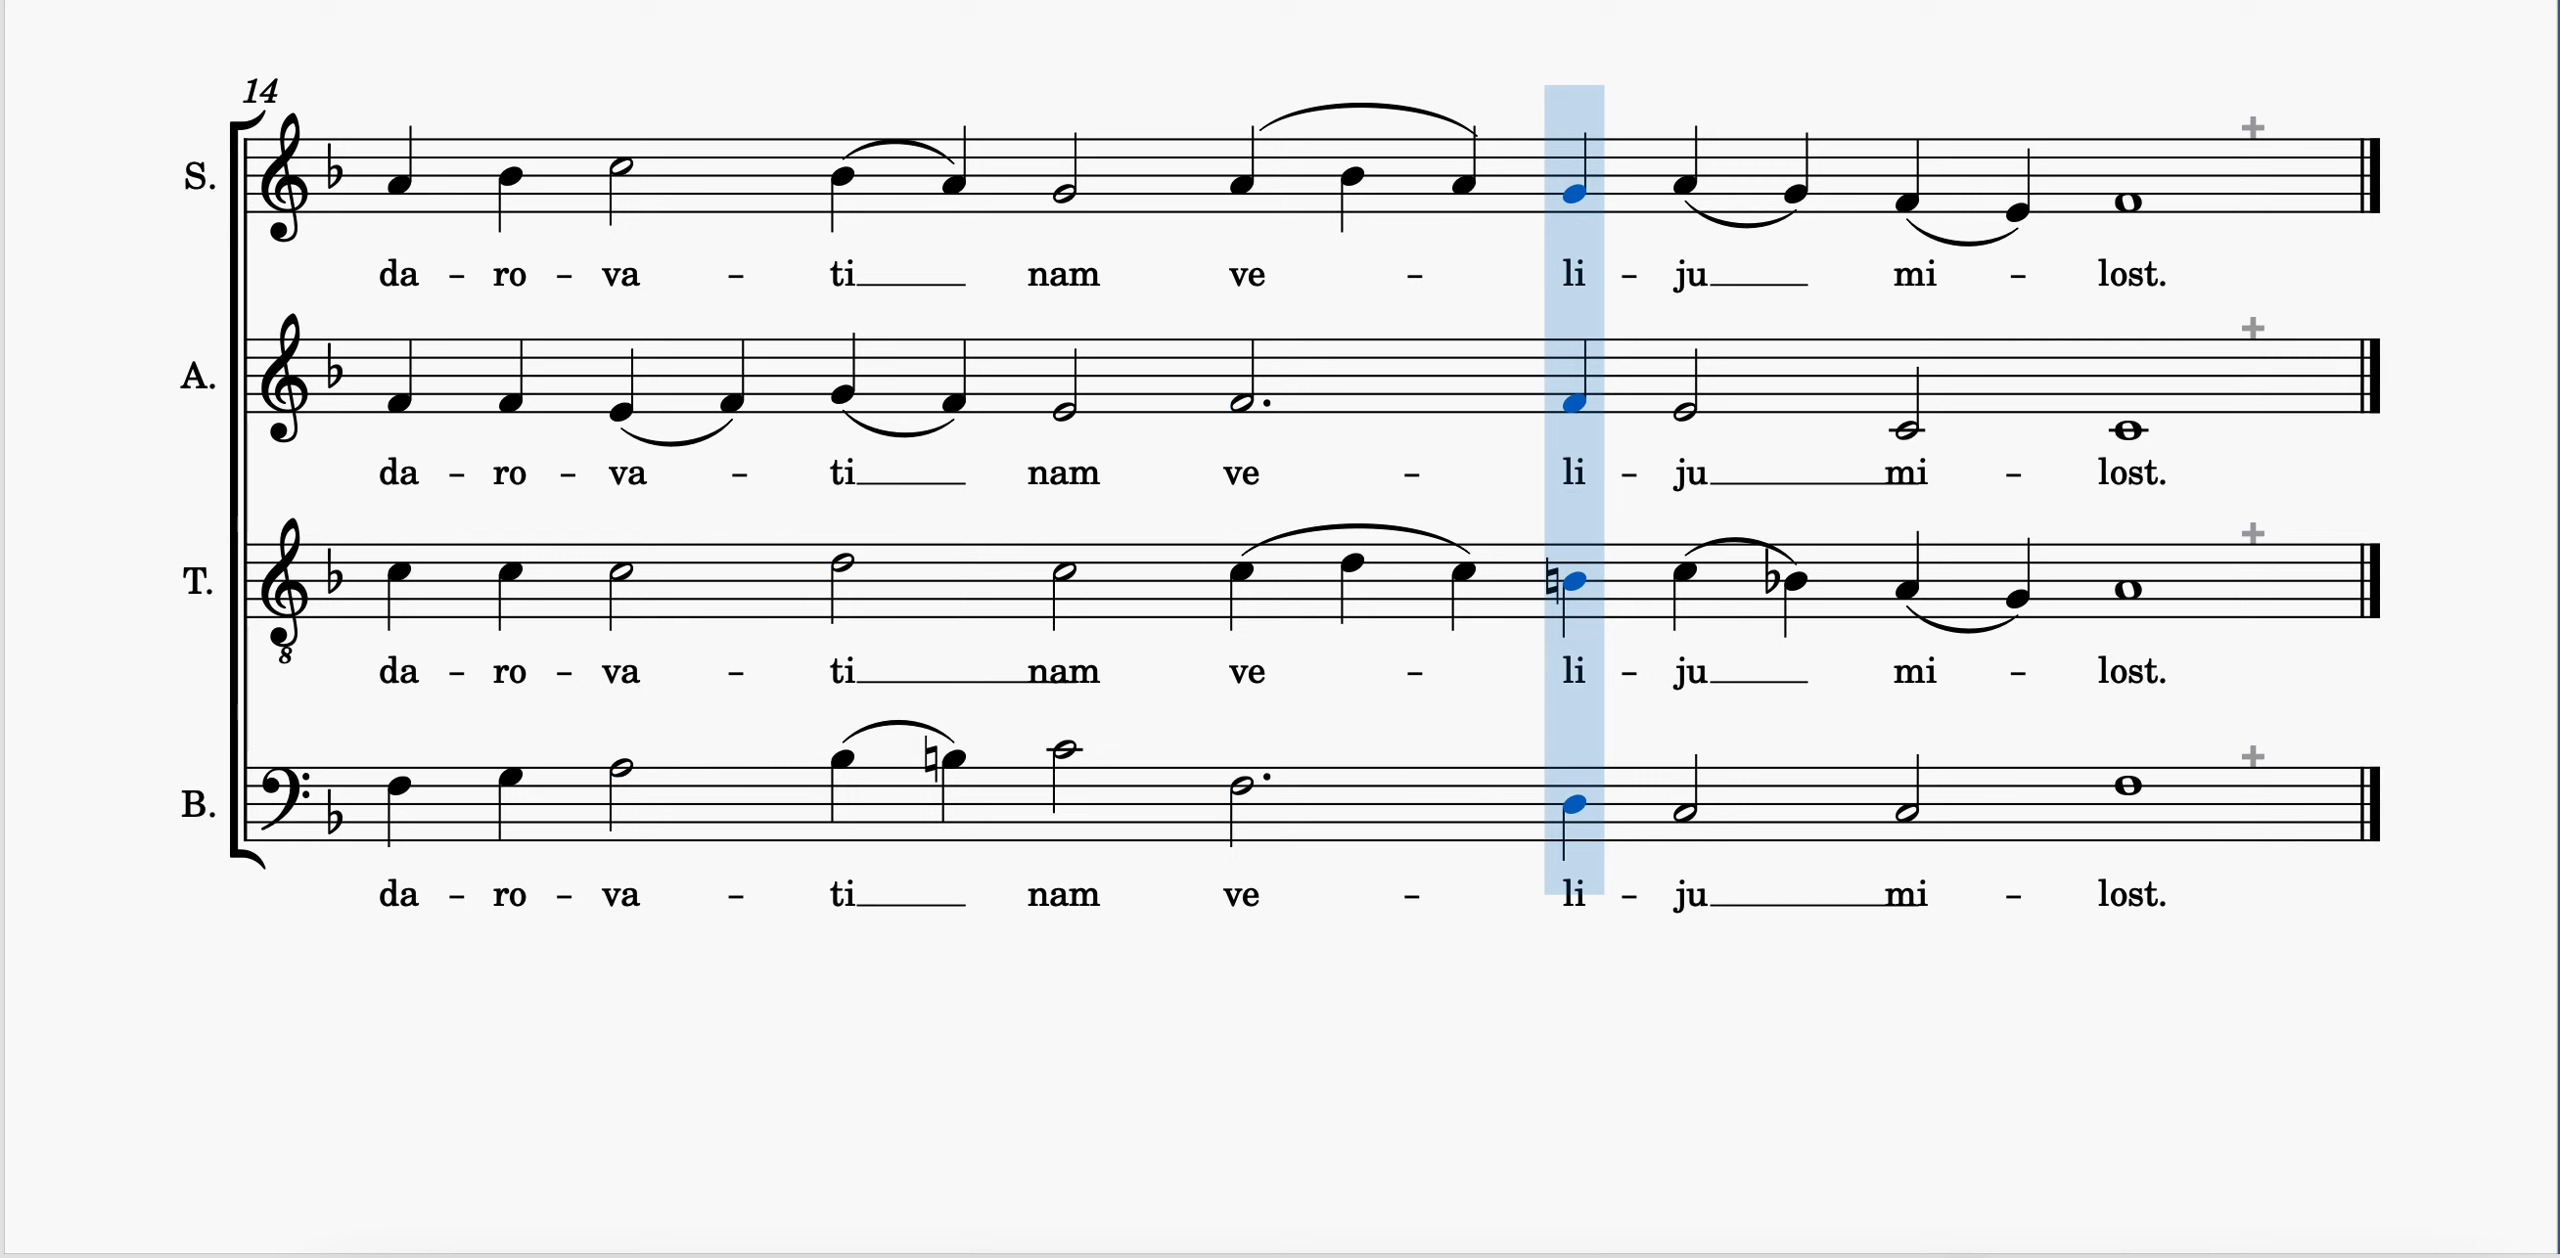 14
S.
da – ro – va – ti nam ve – li – ju mi – lost.
A.
da – ro – va – ti nam ve – li – ju mi – lost.
T.
8
da – ro – va – ti nam ve – li – ju mi – lost.
B.
da – ro – va – ti nam ve – li – ju mi – lost.